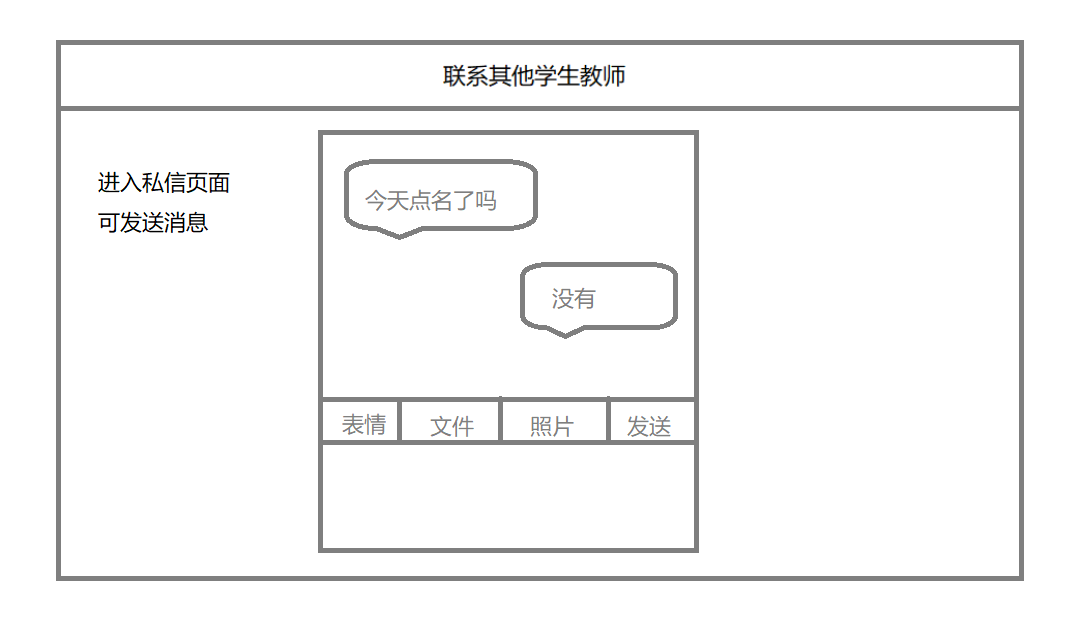 联系其他学生教师
进入私信页面
可发送消息
今天点名了吗
没有
表情
文件
照片
发送